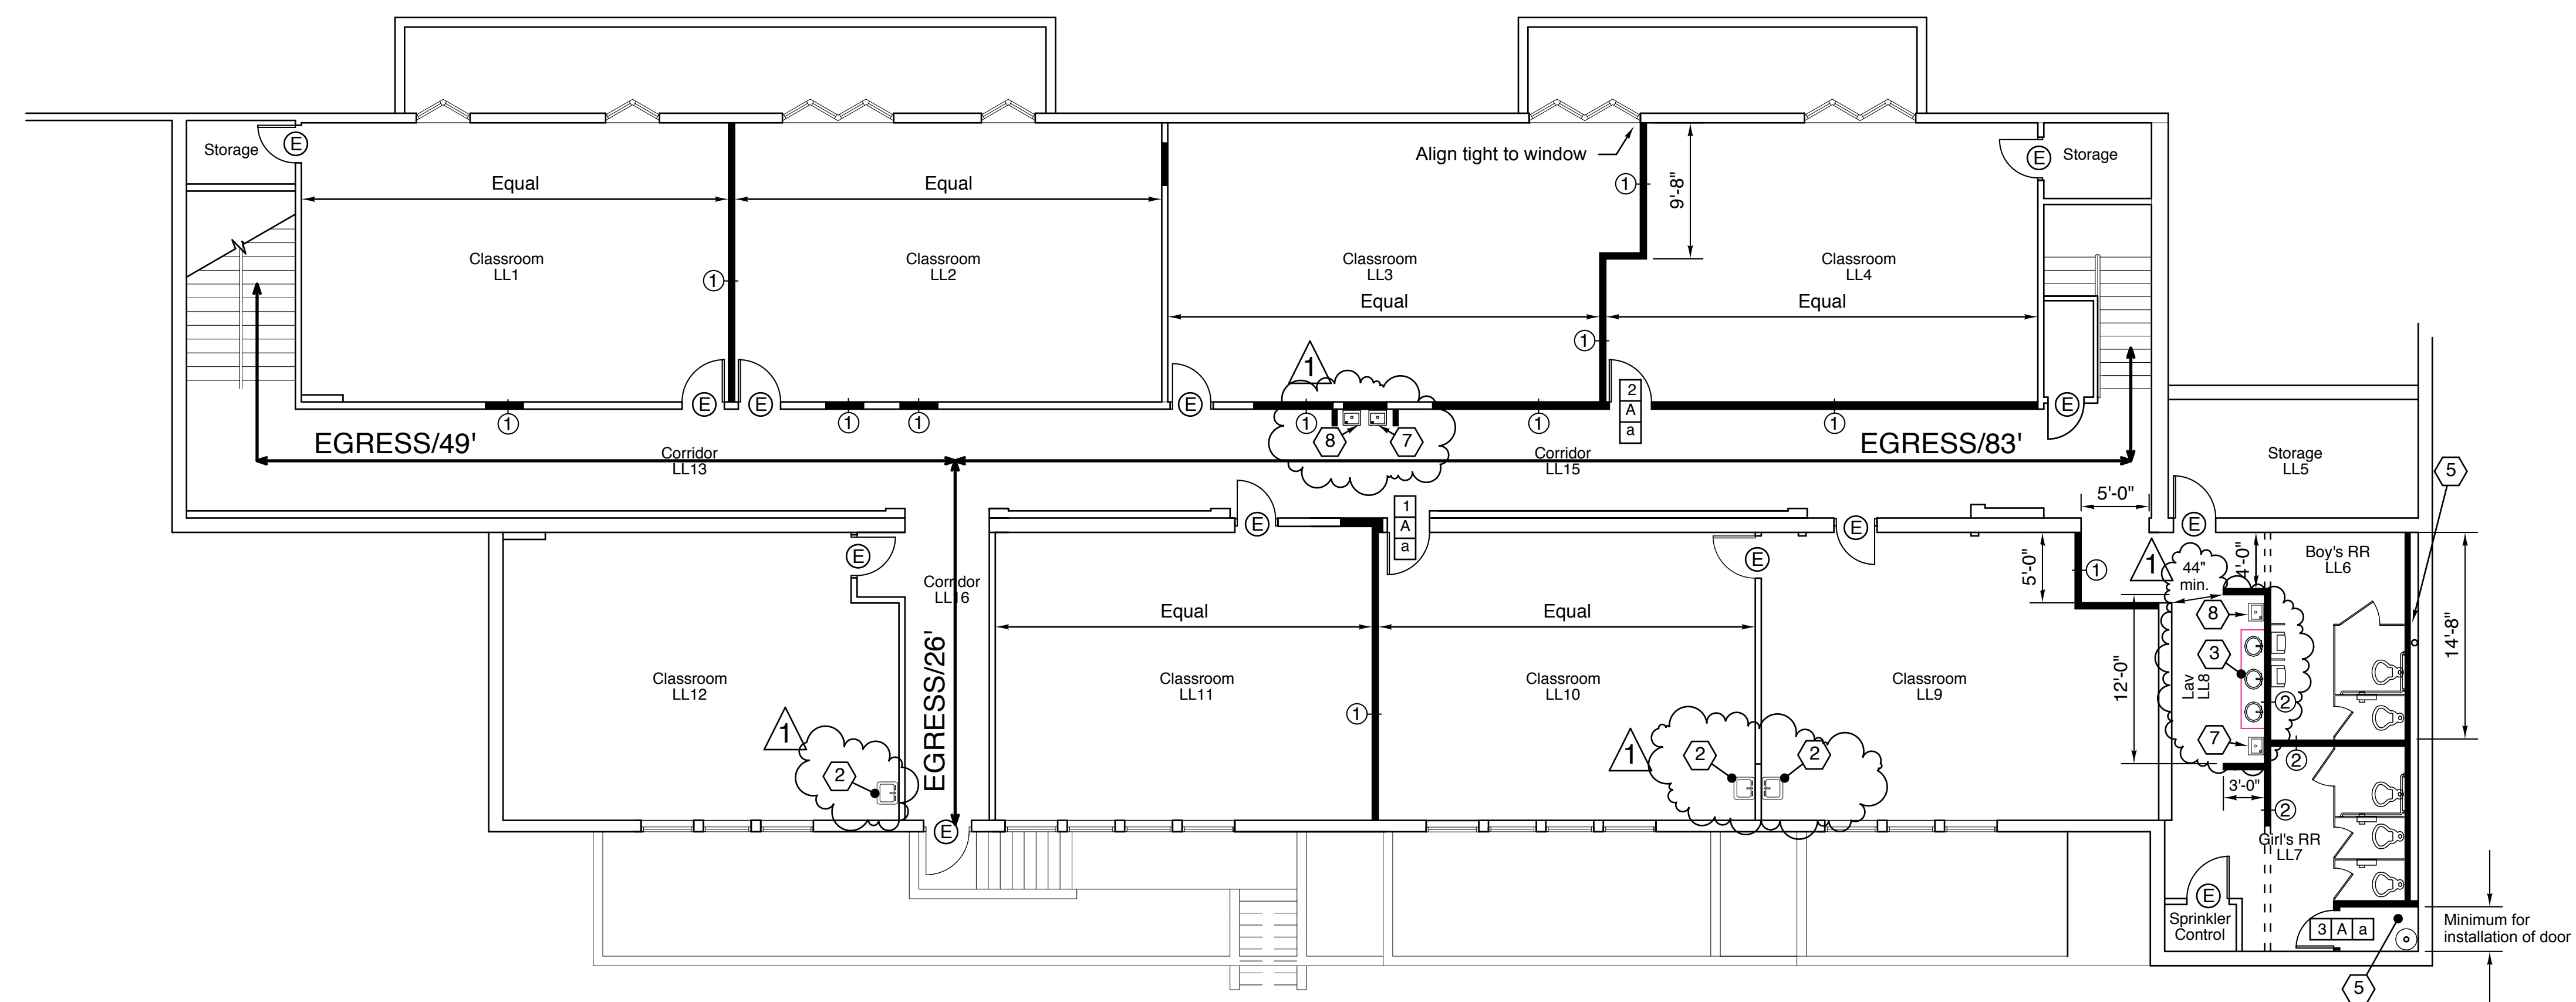 Storage
E
Equal
Equal
Classroom
LL1
Classroom
LL2
1
Align tight to window
1
9'-8"
E
Storage
Classroom
LL3
Classroom
LL4
Equal
Equal
1
1
E
E
E
2
A
a
E
1
1
1
1
8
7
1
1
EGRESS/49'
EGRESS/83'
Corridor
LL13
Corridor
LL15
Storage
LL5
5
5'-0"
E
1
A
a
E
E
E
E
Corridor
LL16
5'-0"
1
1
44"
min.
4'-0"
Boy's RR
LL6
Equal
Equal
8
14'-8"
12'-0"
3
Lav
LL8
Classroom
LL12
Classroom
LL11
Classroom
LL10
Classroom
LL9
2
1
EGRESS/26'
1
2
1
2
2
7
2
3'-0"
2
E
Girl's RR
LL7
E
Sprinkler
Control
3 A a
Minimum for
installation of door
5